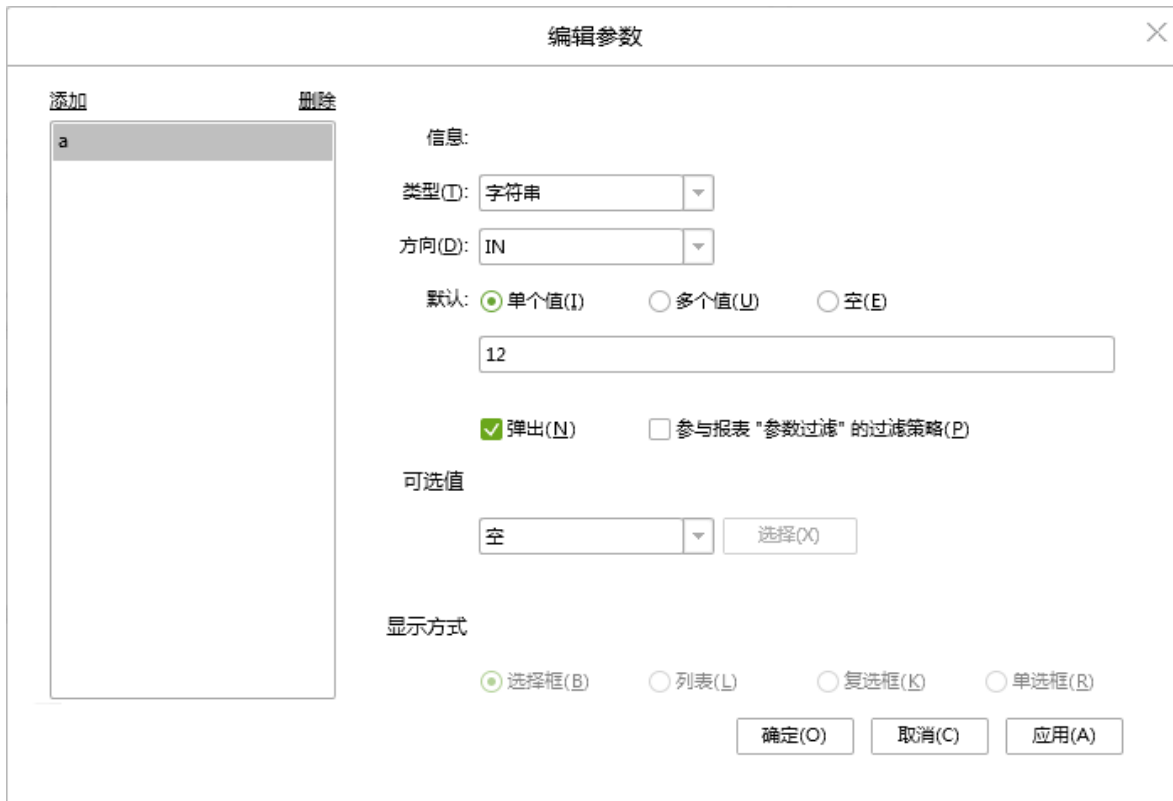 编辑参数
添加 删除
a
信息:
类型(T): 字符串
方向(D): IN
默认: 单个值(I) 多个值(U) 空(E)
12
弹出(N) 参与报表 "参数过滤" 的过滤策略(P)
可选值
空 选择(X)
显示方式
选择框(B) 列表(L) 复选框(K) 单选框(R)
确定(O) 取消(C) 应用(A)